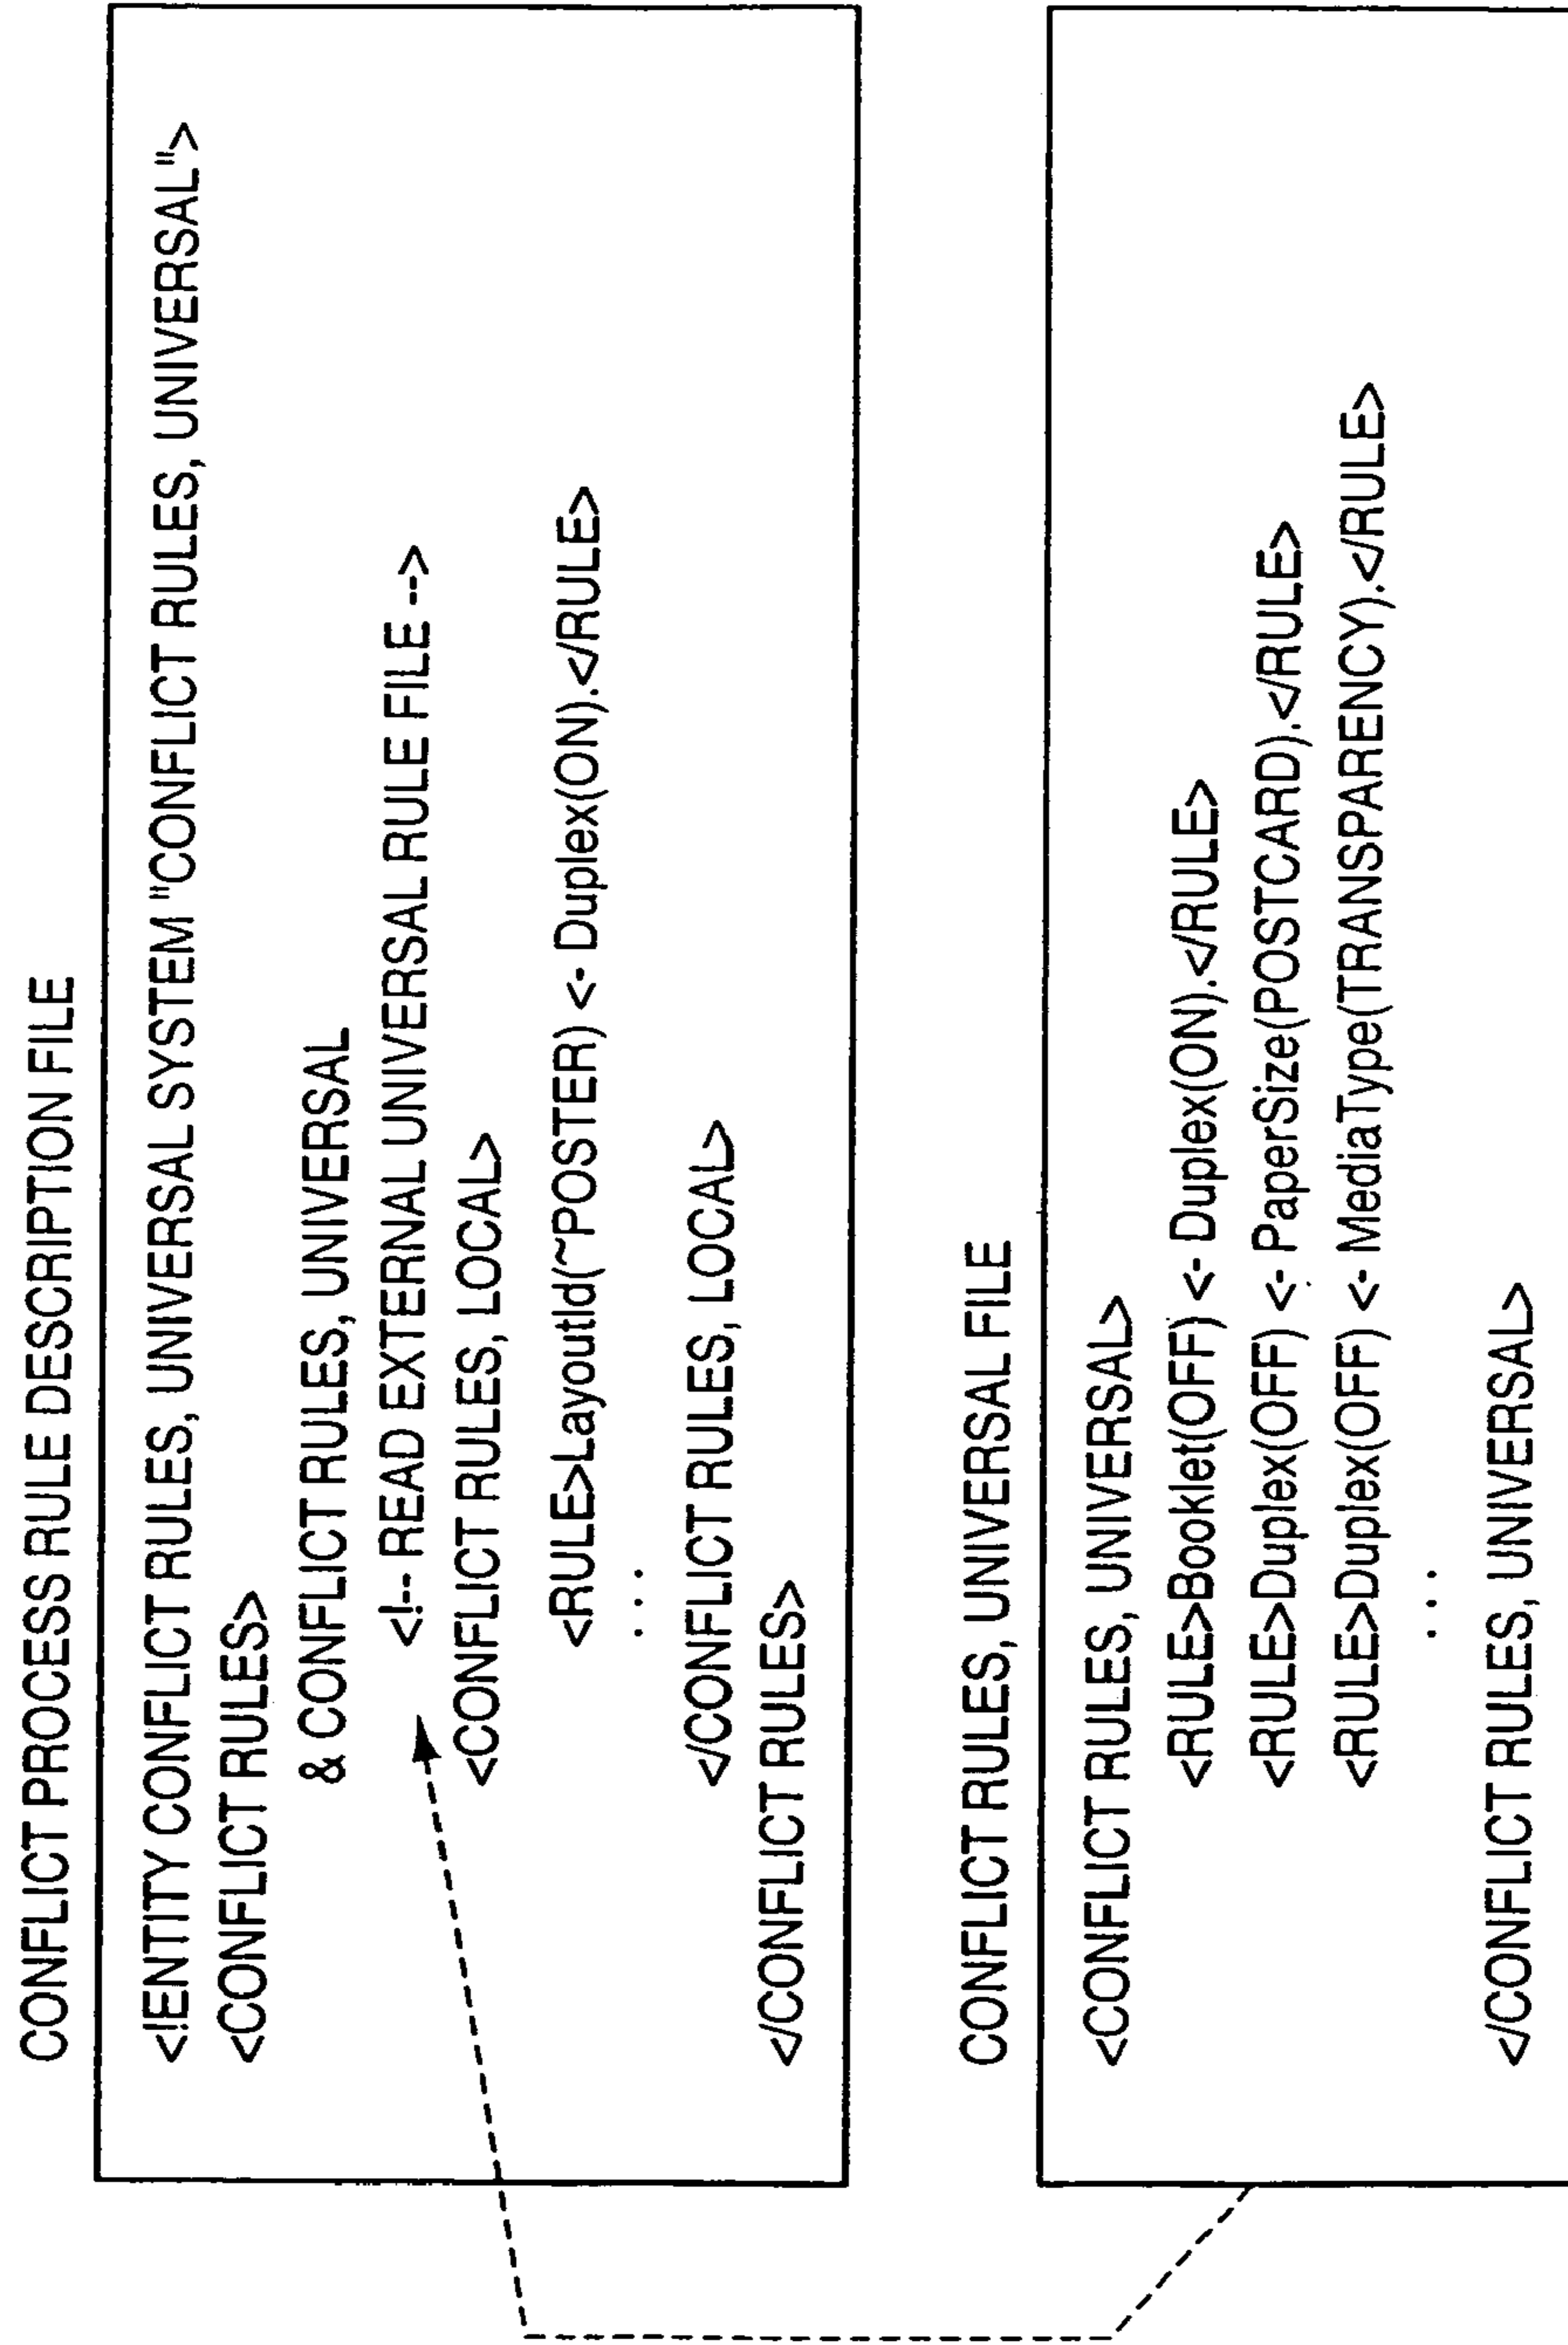 CONFLICT PROCESS RULE DESCRIPTION FILE
<!ENTITY CONFLICT RULES, UNIVERSAL SYSTEM "CONFLICT RULES, UNIVERSAL">
<CONFLICT RULES>
& CONFLICT RULES, UNIVERSAL
<!-- READ EXTERNAL UNIVERSAL RULE FILE -->
<CONFLICT RULES, LOCAL>
<RULE>LayoutId(~POSTER) <- Duplex(ON).</RULE>
...
</CONFLICT RULES, LOCAL>
</CONFLICT RULES>
CONFLICT RULES, UNIVERSAL FILE
<CONFLICT RULES, UNIVERSAL>
<RULE>Booklet(OFF) <- Duplex(ON).</RULE>
<RULE>Duplex(OFF) <- PaperSize(POSTCARD).</RULE>
<RULE>Duplex(OFF) <- MediaType(TRANSPARENCY).</RULE>
...
</CONFLICT RULES, UNIVERSAL>